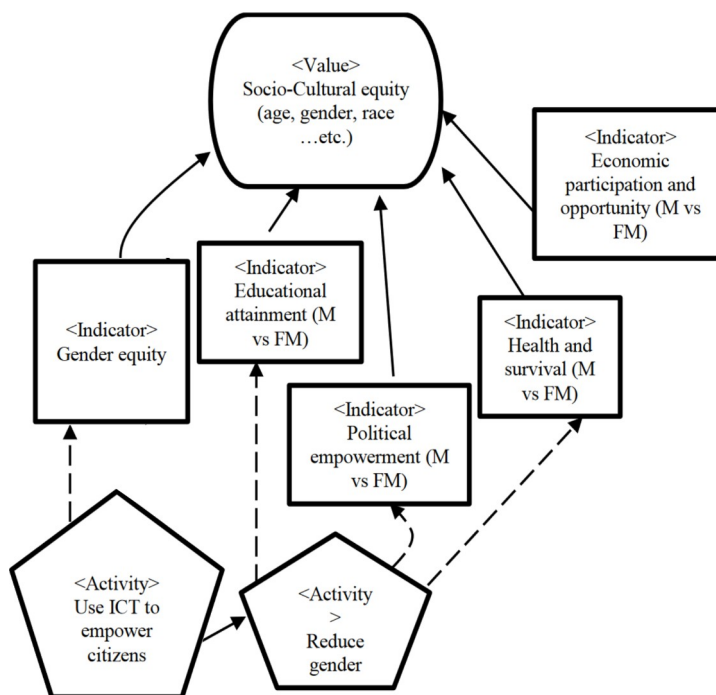 <Value>
Socio-Cultural equity
(age, gender, race
…etc.)
<Indicator>
Economic
participation and
opportunity (M vs
FM)
<Indicator>
Educational
attainment (M
vs FM)
<Indicator>
Gender equity
<Indicator>
Health and
survival (M
vs FM)
<Indicator>
Political
empowerment (M
vs FM)
<Activity>
Use ICT to
empower
citizens
<Activity
>
Reduce
gender